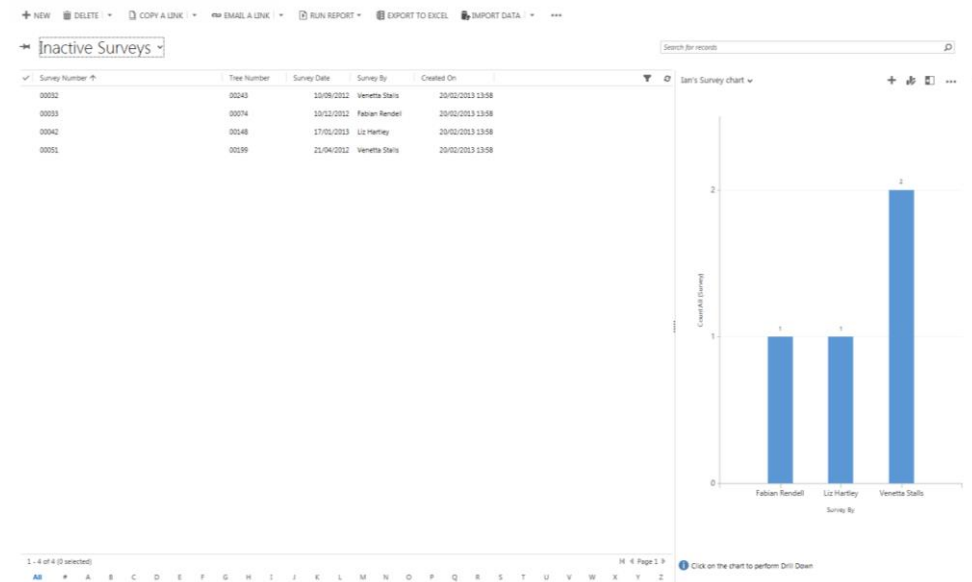 NEW DELETE COPY A LINK EMAIL A LINK RUN REPORT EXPORT TO EXCEL IMPORT DATA
Inactive Surveys
Search for records
Survey Number Tree Number Survey Date Survey By Created On
00032 00243 10/09/2012 Venetta Stalls 20/02/2013 13:58
00033 00074 10/12/2012 Fabian Rendell 20/02/2013 13:58
00042 00148 17/01/2013 Liz Hartley 20/02/2013 13:58
00051 00199 21/04/2012 Venetta Stalls 20/02/2013 13:58
1 - 4 of 4 (0 selected)
Page 1
All # A B C D E F G H I J K L M N O P Q R S T U V W X Y Z
Ian's Survey chart
2
1
0
CountAll (Survey)
1
1
2
Fabian Rendell Liz Hartley Venetta Stalls
Survey By
Click on the chart to perform Drill Down